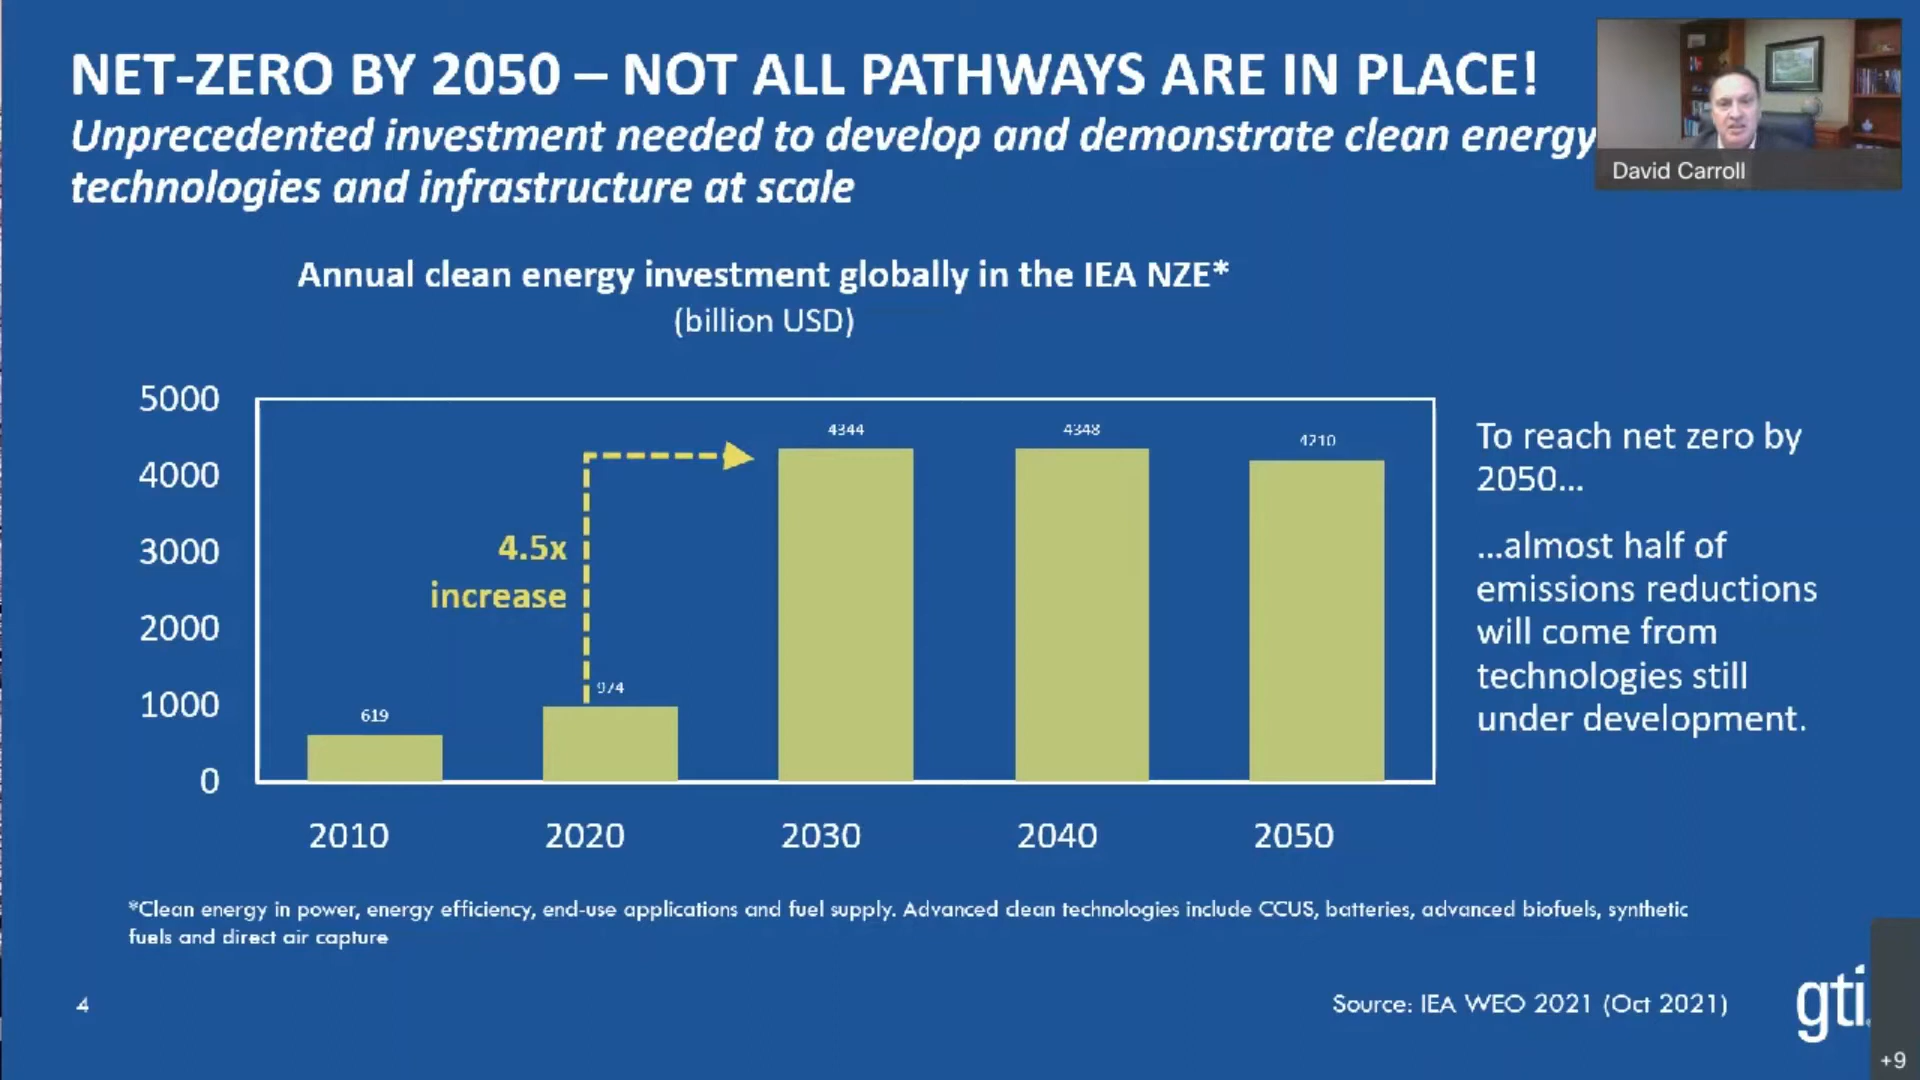 NET-ZERO BY 2050 – NOT ALL PATHWAYS ARE IN PLACE!
Unprecedented investment needed to develop and demonstrate clean energy
technologies and infrastructure at scale
David Carroll
Annual clean energy investment globally in the IEA NZE*
(billion USD)
5000
4000
3000
2000
1000
0
619
974
4344
4348
4210
4.5x
increase
2010
2020
2030
2040
2050
To reach net zero by
2050...
...almost half of
emissions reductions
will come from
technologies still
under development.
*Clean energy in power, energy efficiency, end-use applications and fuel supply. Advanced clean technologies include CCUS, batteries, advanced biofuels, synthetic
fuels and direct air capture
4
Source: IEA WEO 2021 (Oct 2021)
gti
+9